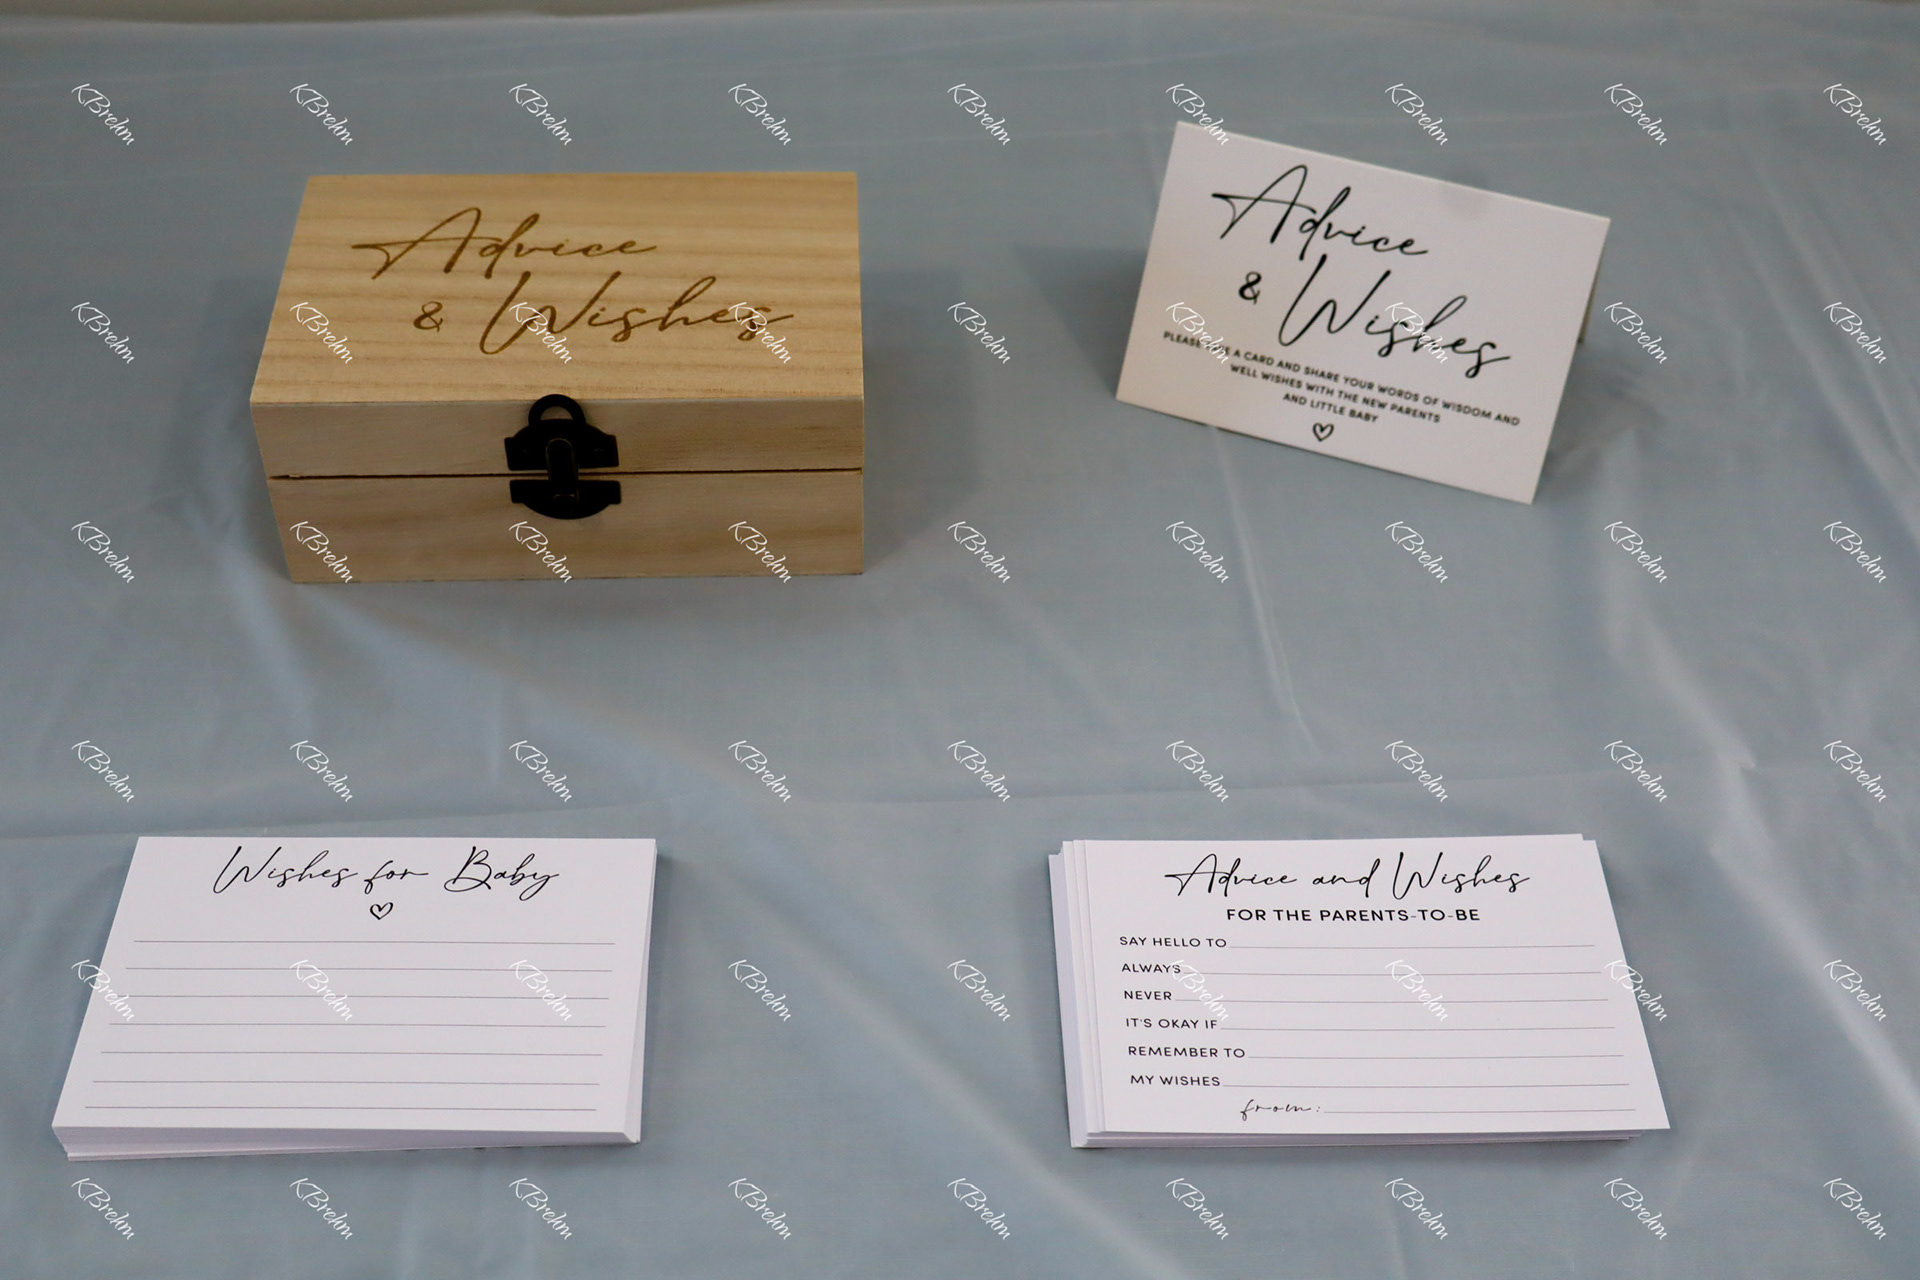 Advice
& Wishes
Advice
& Wishes
PLEASE A CARD AND SHARE YOUR WORDS OF WISDOM AND
WELL WISHES WITH THE NEW PARENTS
AND LITTLE BABY
Wishes for Baby
Advice and Wishes
FOR THE PARENTS-TO-BE
SAY HELLO TO
ALWAYS
NEVER
IT'S OKAY IF
REMEMBER TO
MY WISHES
from:
KBrehm